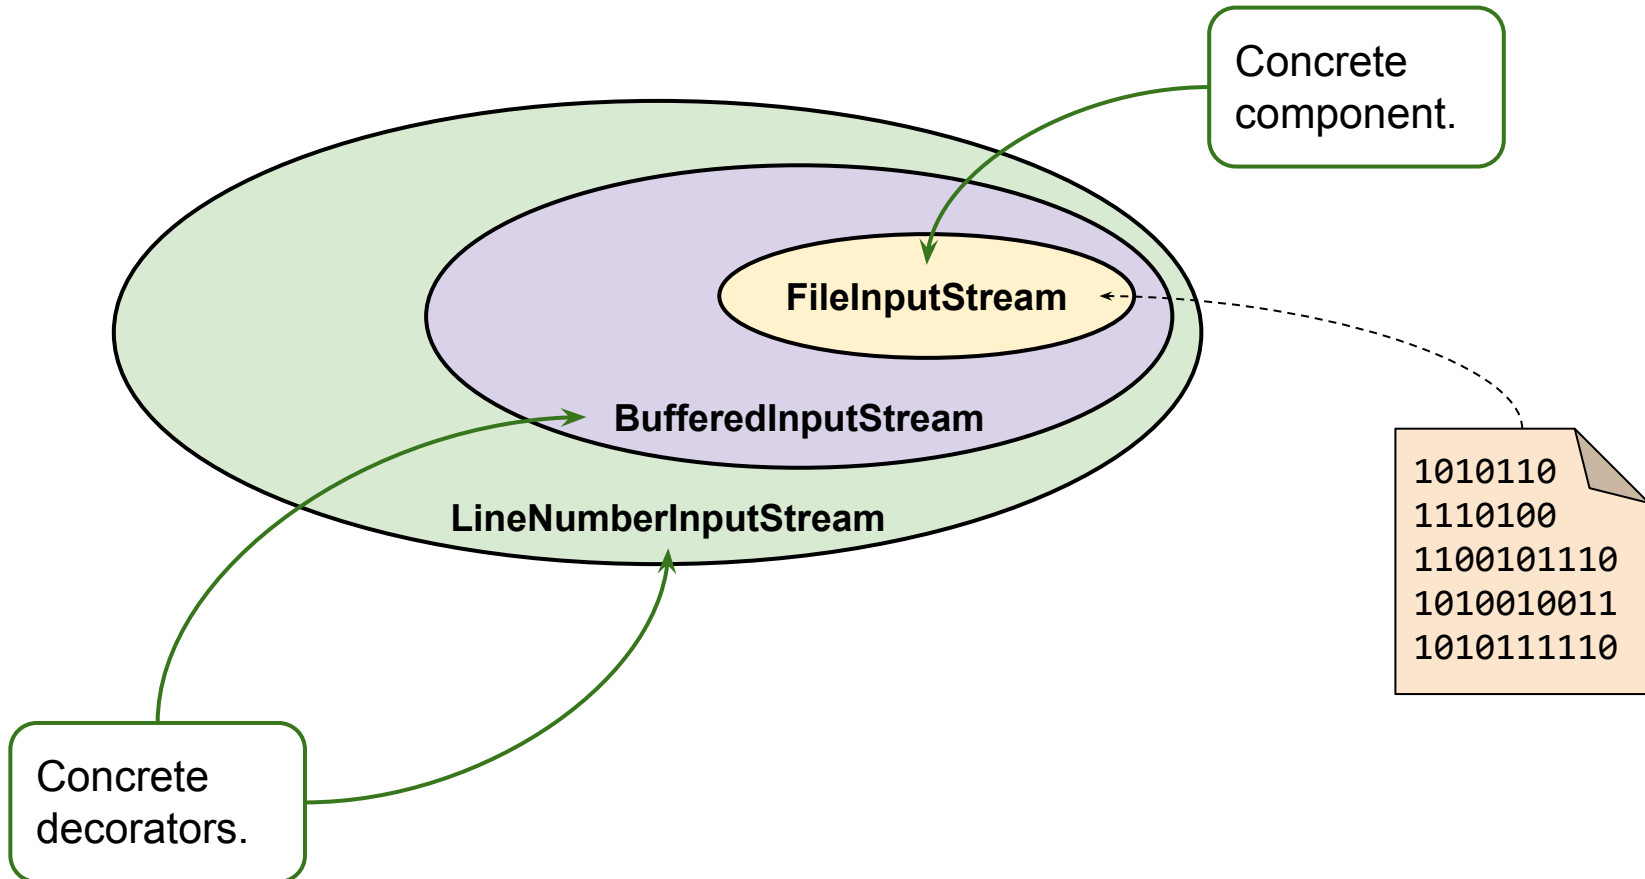 Concrete
component.
FileInputStream
BufferedInputStream
LineNumberInputStream
1010110
1110100
1100101110
1010010011
1010111110
Concrete
decorators.